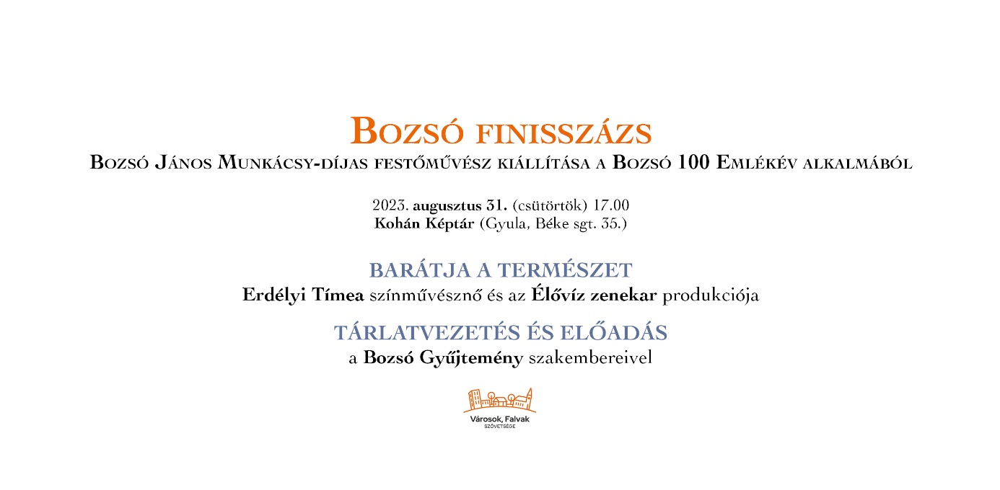 Bozsó finisszázs
Bozsó János Munkácsy-díjas festőművész kiállítása a Bozsó 100 Emlékév alkalmából
2023. augusztus 31. (csütörtök) 17.00
Kohán Képtár (Gyula, Béke sgt. 35.)
BARÁTJA A TERMÉSZET
Erdélyi Tímea színművésznő és az Élővíz zenekar produkciója
TÁRLATVEZETÉS ÉS ELŐADÁS
a Bozsó Gyűjtemény szakembereivel
Városok, Falvak
SZÖVETSÉGE